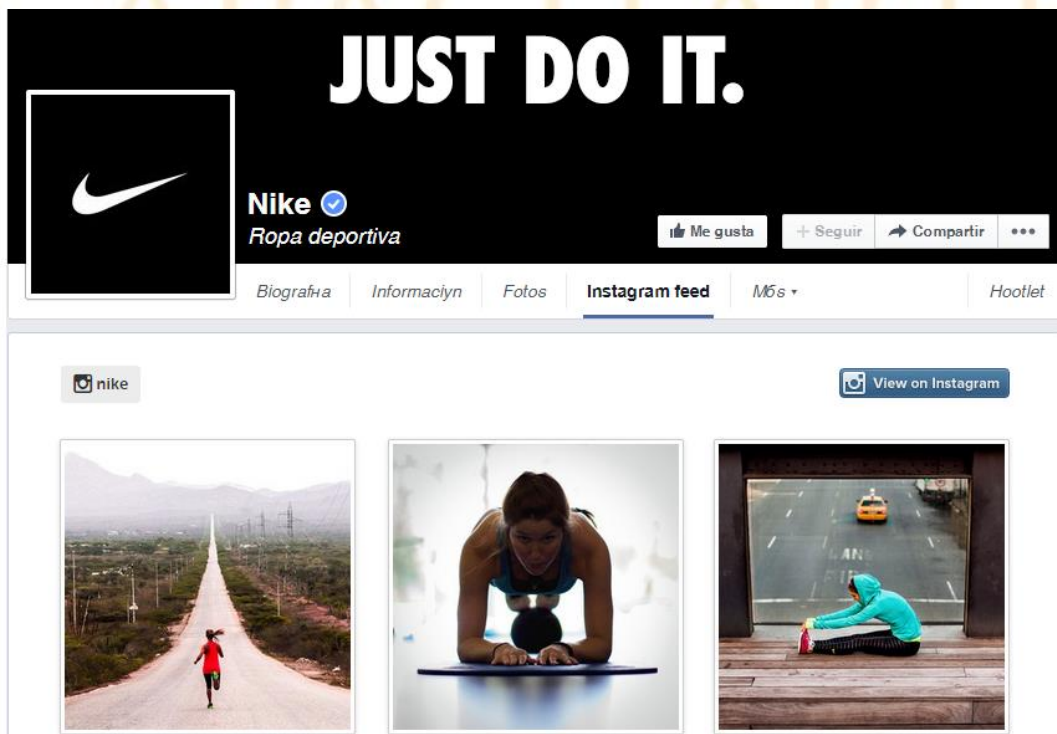 JUST DO IT.
Nike
Ropa deportiva
Me gusta
+ Seguir
Compartir
Biografнa
Informaciуn
Fotos
Instagram feed
Mбs
Hootlet
nike
View on Instagram